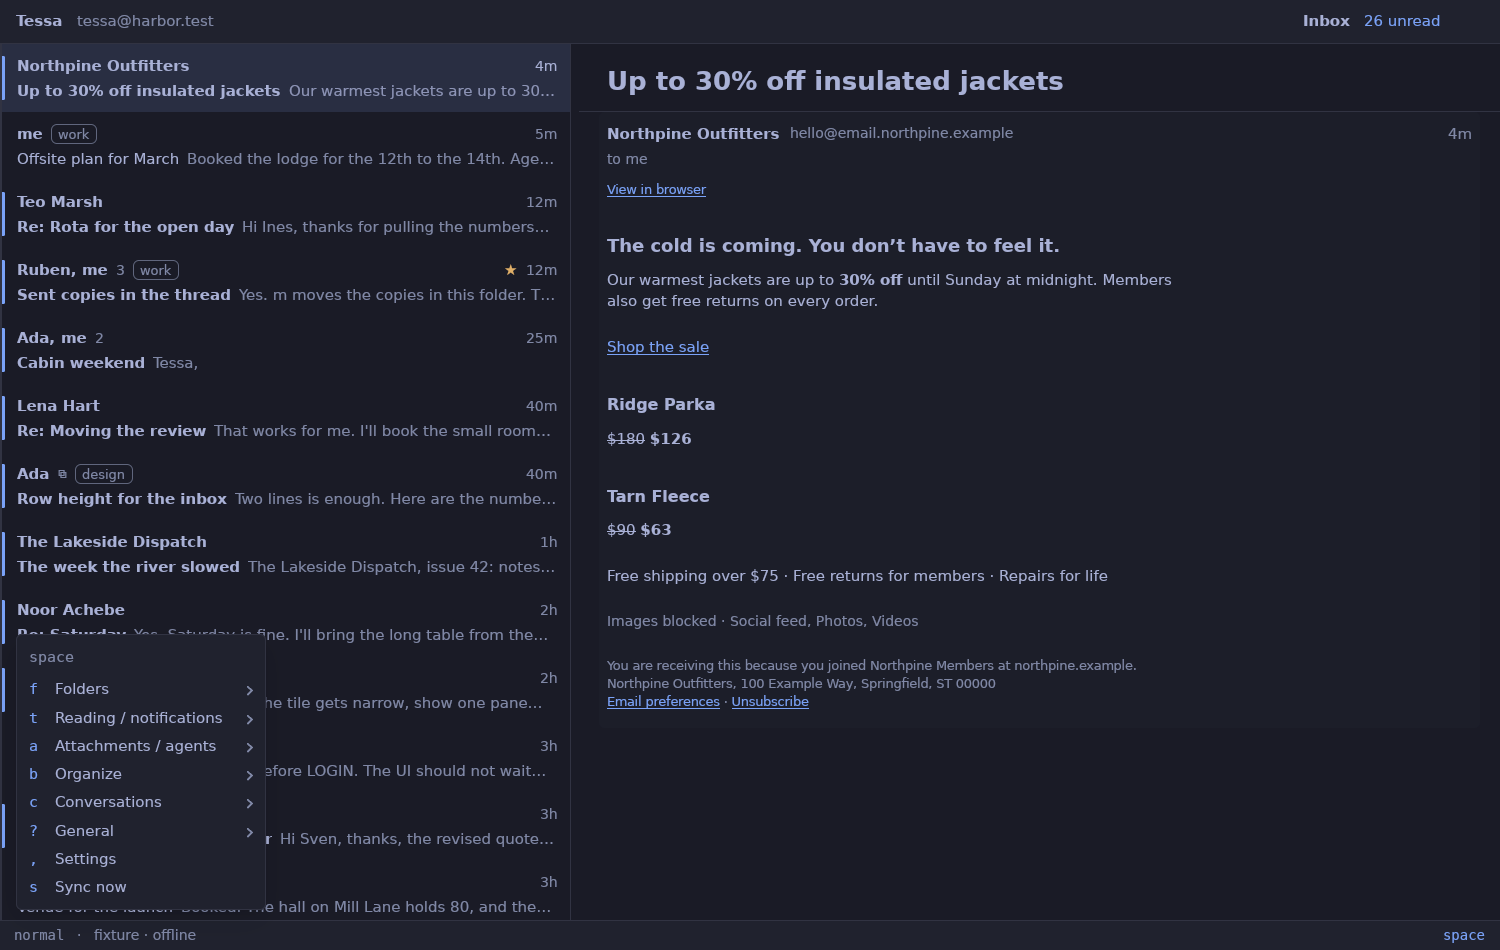 Tessa tessa@harbor.test
Inbox 26 unread
Northpine Outfitters 4m
Up to 30% off insulated jackets Our warmest jackets are up to 30…
me work 5m
Offsite plan for March Booked the lodge for the 12th to the 14th. Age…
Teo Marsh 12m
Re: Rota for the open day Hi Ines, thanks for pulling the numbers…
Ruben, me 3 work ★ 12m
Sent copies in the thread Yes. m moves the copies in this folder. T…
Ada, me 2 25m
Cabin weekend Tessa,
Lena Hart 40m
Re: Moving the review That works for me. I'll book the small room…
Ada design 40m
Row height for the inbox Two lines is enough. Here are the numbe…
The Lakeside Dispatch 1h
The week the river slowed The Lakeside Dispatch, issue 42: notes…
Noor Achebe 2h
Re: Saturday Yes. Saturday is fine. I'll bring the long table from the…
2h
the tile gets narrow, show one pane…
3h
before LOGIN. The UI should not wait…
3h
Hi Sven, thanks, the revised quote…
3h
Venue for the launch Booked. The hall on Mill Lane holds 80, and the…
space
f Folders
t Reading / notifications
a Attachments / agents
b Organize
c Conversations
? General
, Settings
s Sync now
Up to 30% off insulated jackets
Northpine Outfitters hello@email.northpine.example 4m
to me
View in browser
The cold is coming. You don’t have to feel it.
Our warmest jackets are up to 30% off until Sunday at midnight. Members
also get free returns on every order.
Shop the sale
Ridge Parka
$180 $126
Tarn Fleece
$90 $63
Free shipping over $75 · Free returns for members · Repairs for life
Images blocked · Social feed, Photos, Videos
You are receiving this because you joined Northpine Members at northpine.example.
Northpine Outfitters, 100 Example Way, Springfield, ST 00000
Email preferences · Unsubscribe
normal · fixture · offline
space